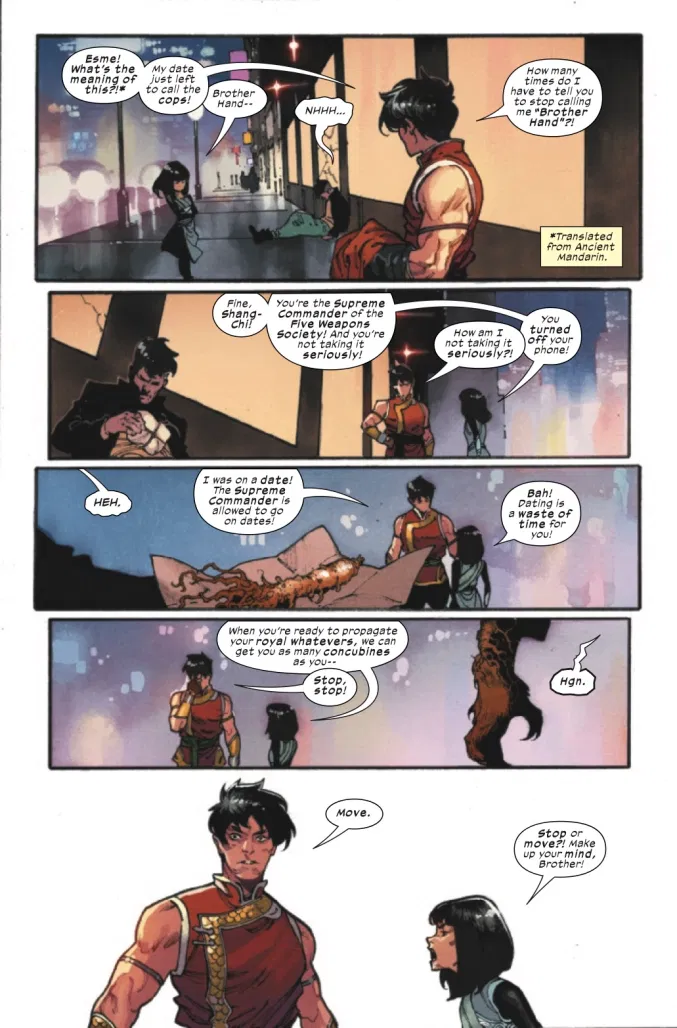 Esme!
What's the
meaning of
this?!*
My date
just left
to call the
cops!
Brother
Hand--
NHHH...
How many
times do I
have to tell you
to stop calling
me "Brother
Hand"?!
*Translated
from Ancient
Mandarin.
Fine,
Shang-
Chi!
You're the Supreme
Commander of the
Five Weapons
Society! And you're
not taking it
seriously!
How am I
not taking it
seriously?!
You
turned
off your
phone!
HEH.
I was on a date!
The Supreme
Commander is
allowed to go
on dates!
Bah!
Dating is
a waste of
time for
you!
When you're ready to propagate
your royal whatevers, we can
get you as many concubines
as you--
Stop,
stop!
Hgn.
Move.
Stop or
move?! Make
up your mind,
Brother!